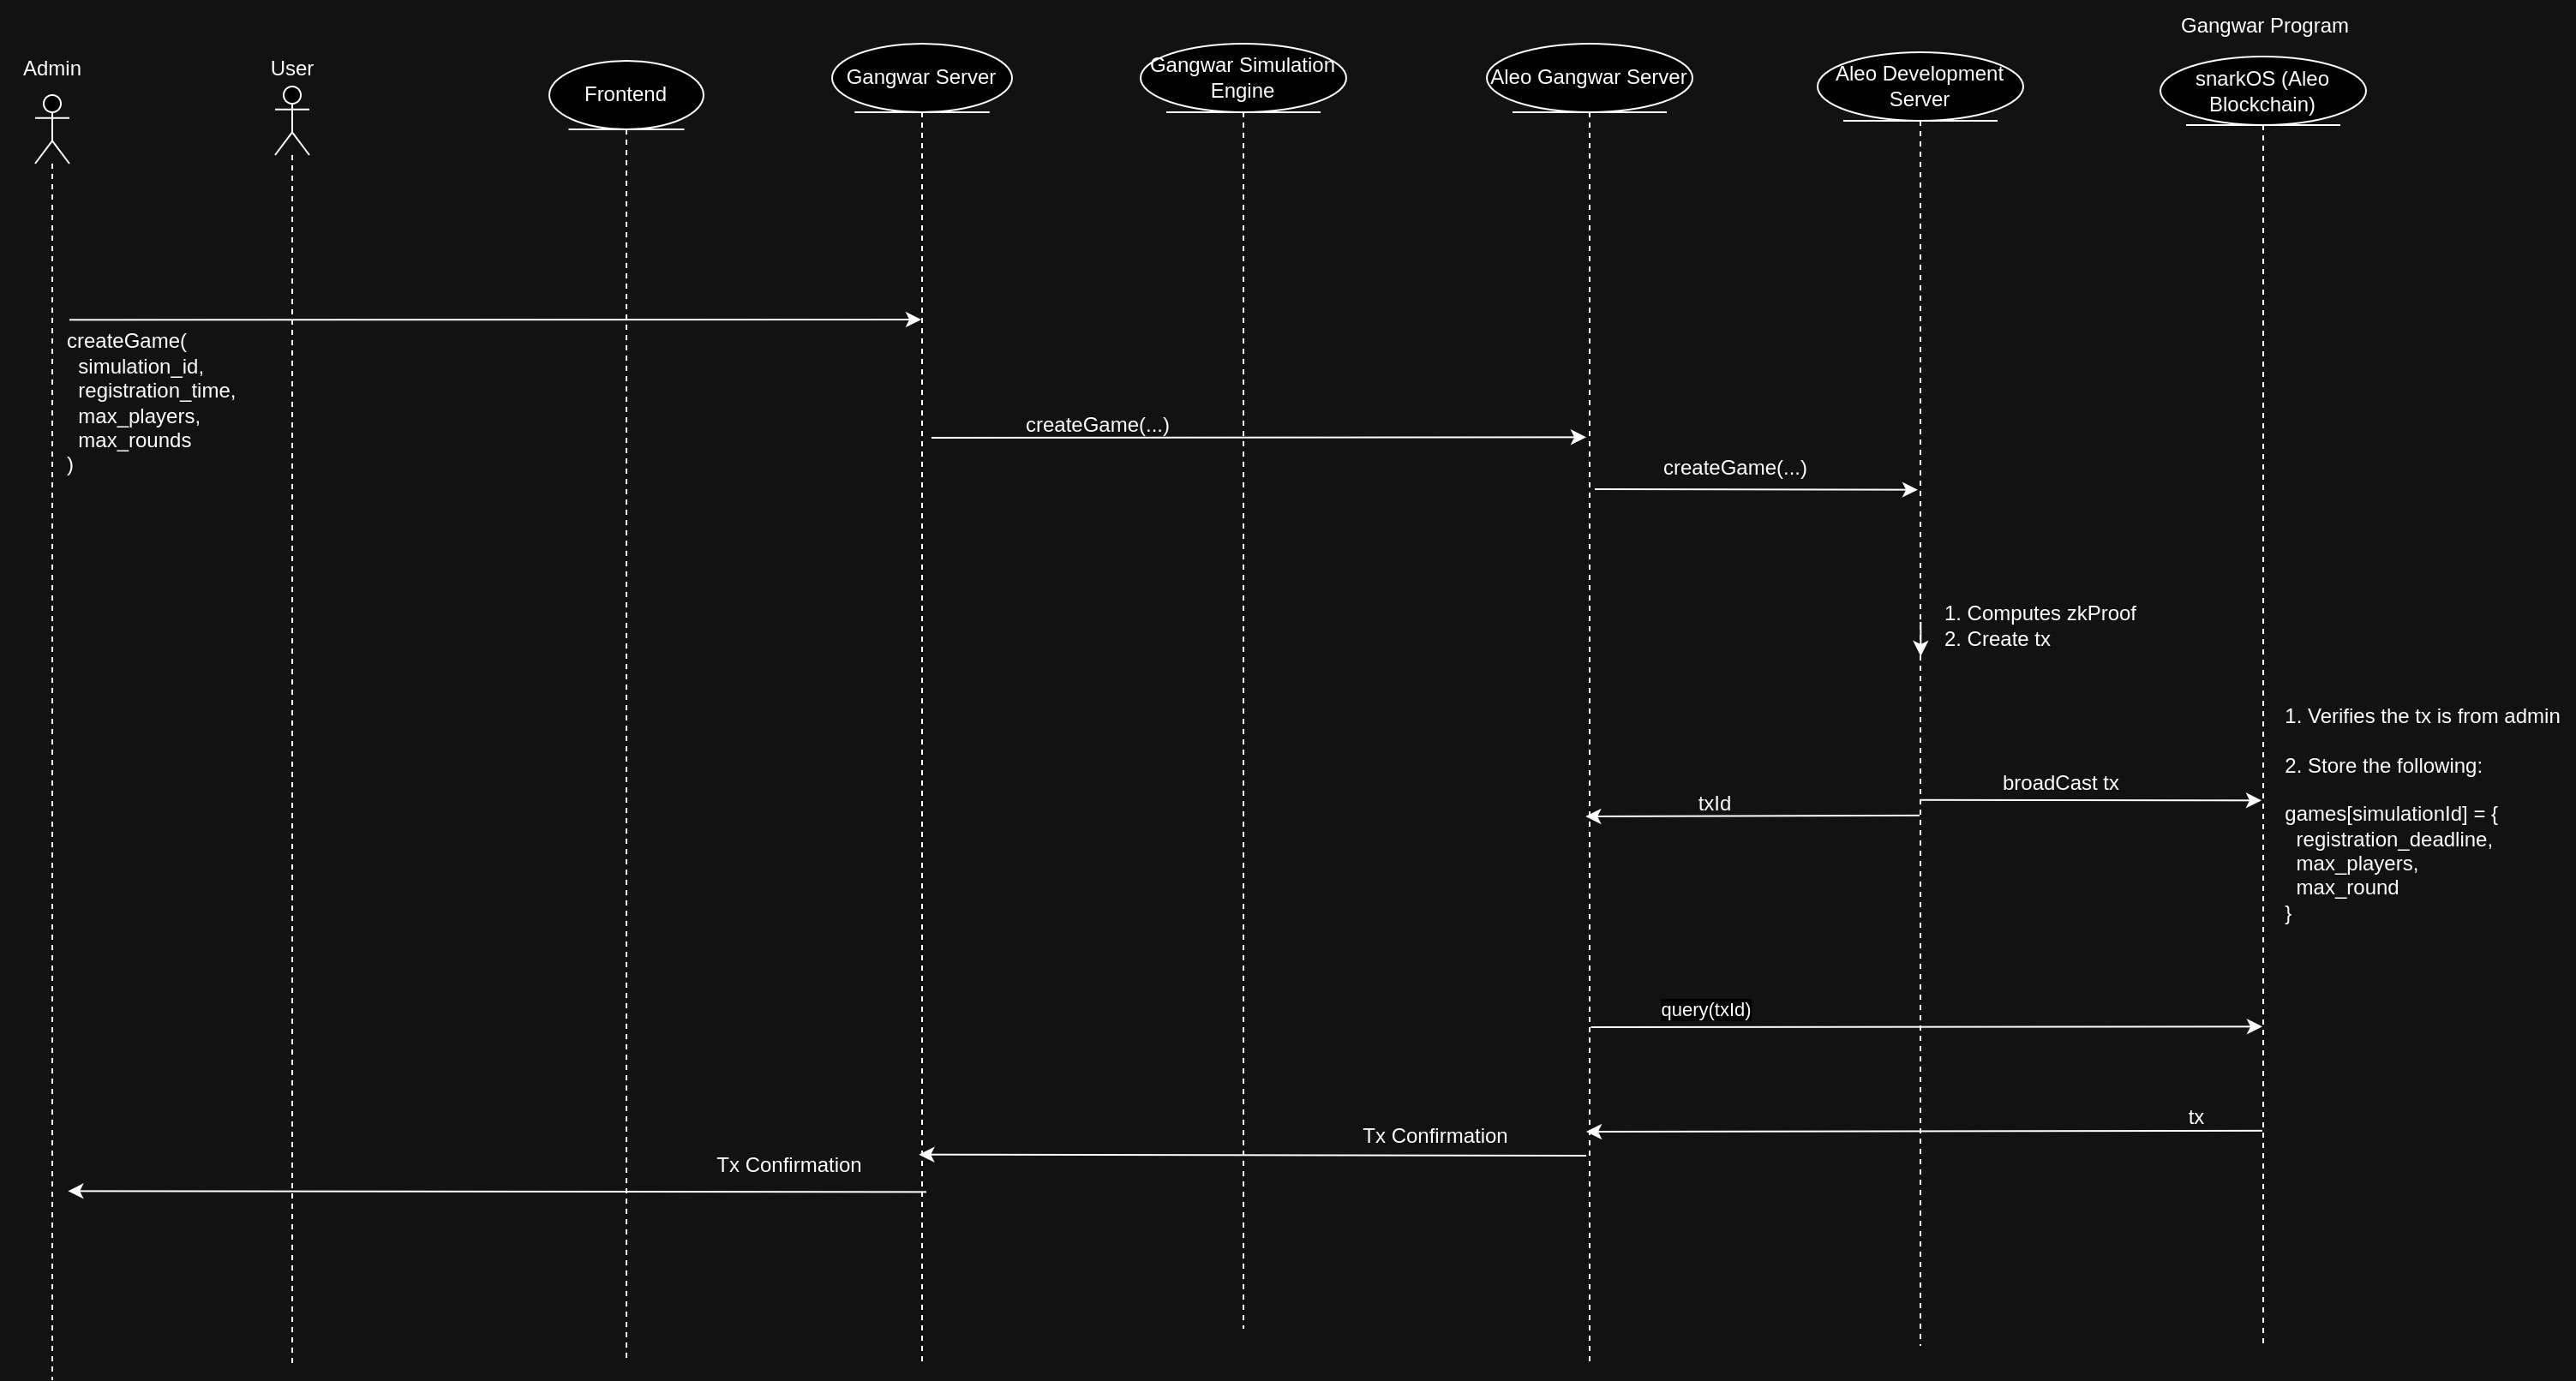 Gangwar Program
Admin
User
Frontend
Gangwar Server
Gangwar Simulation
Engine
Aleo Gangwar Server
Aleo Development
Server
snarkOS (Aleo
Blockchain)
createGame(
simulation_id,
registration_time,
max_players,
max_rounds
)
createGame(...)
createGame(...)
1. Computes zkProof
2. Create tx
1. Verifies the tx is from admin
2. Store the following:
games[simulationId] = {
registration_deadline,
max_players,
max_round
}
broadCast tx
txId
query(txId)
tx
Tx Confirmation
Tx Confirmation